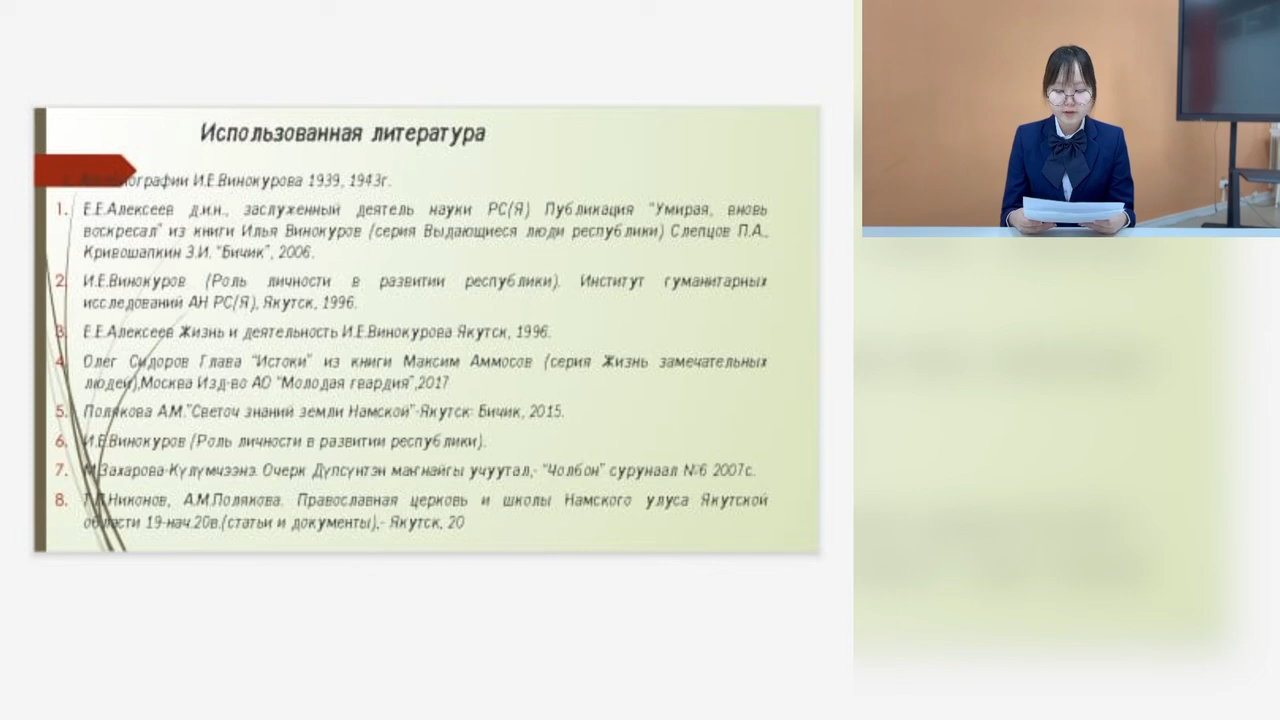 Использованная литература
И.Е.Винокурова 1939, 1943г.
1. Е.Е.Алексеев д.и.н., заслуженный деятель науки РС(Я) Публикация "Умирая, вновь
воскресал" из книги Илья Винокуров (серия Выдающиеся люди республики) Слепцов П.А.,
Кривошапкин З.И. "Бичик", 2006.
2. И.Е.Винокуров (Роль личности в развитии республики). Институт гуманитарных
исследований АН РС(Я), Якутск, 1996.
3. Е.Е.Алексеев Жизнь и деятельность И.Е.Винокурова Якутск, 1996.
4. Олег Сидоров Глава "Истоки" из книги Максим Аммосов (серия Жизнь замечательных
людей),Москва Изд-во АО "Молодая гвардия",2017
5. Полякова А.М."Светоч знаний земли Намской"-Якутск: Бичик, 2015.
6. И.Е.Винокуров (Роль личности в развитии республики).
7. М.Захарова-Күлүмчээнэ. Очерк Дүпсүнтэн маҥнайгы учуутал,- "Чолбон" сурунаал №6 2007с.
8. Никонов, А.М.Полякова. Православная церковь и школы Намского улуса Якутской
области 19-нач.20в.(статьи и документы),- Якутск, 20